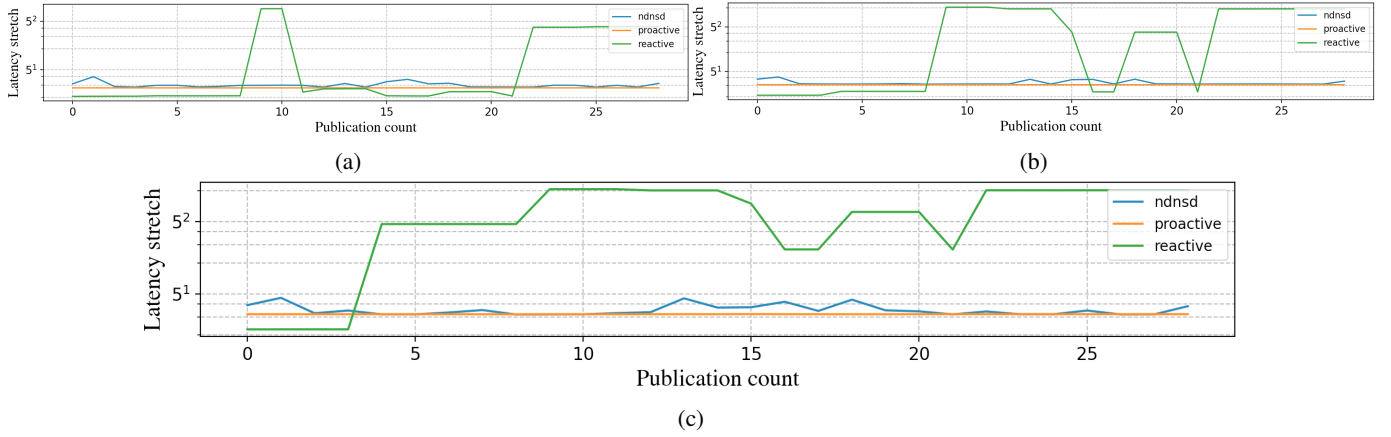 Latency stretch
5²
5¹
0
5
10
15
20
25
Publication count
ndnsd
proactive
reactive
(a)
Latency stretch
5²
5¹
0
5
10
15
20
25
Publication count
ndnsd
proactive
reactive
(b)
Latency stretch
5²
5¹
0
5
10
15
20
25
Publication count
ndnsd
proactive
reactive
(c)